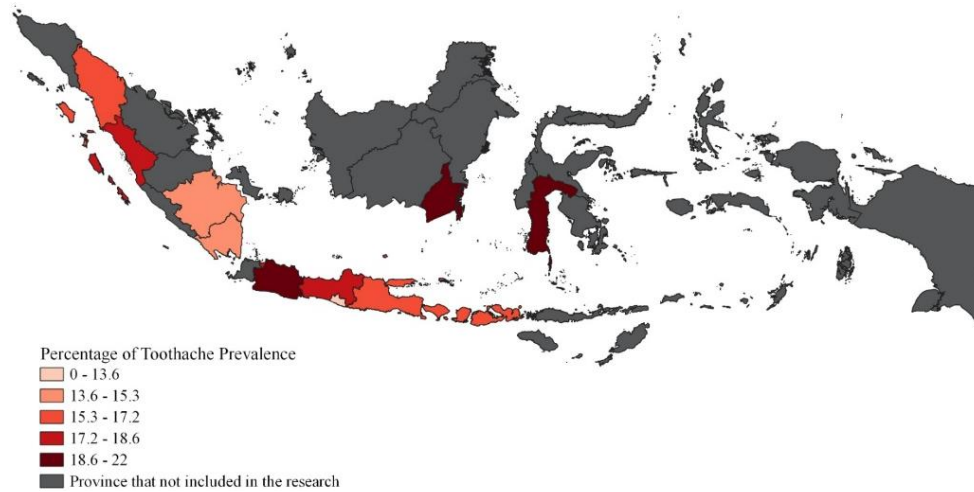 Percentage of Toothache Prevalence
0 - 13.6
13.6 - 15.3
15.3 - 17.2
17.2 - 18.6
18.6 - 22
Province that not included in the research